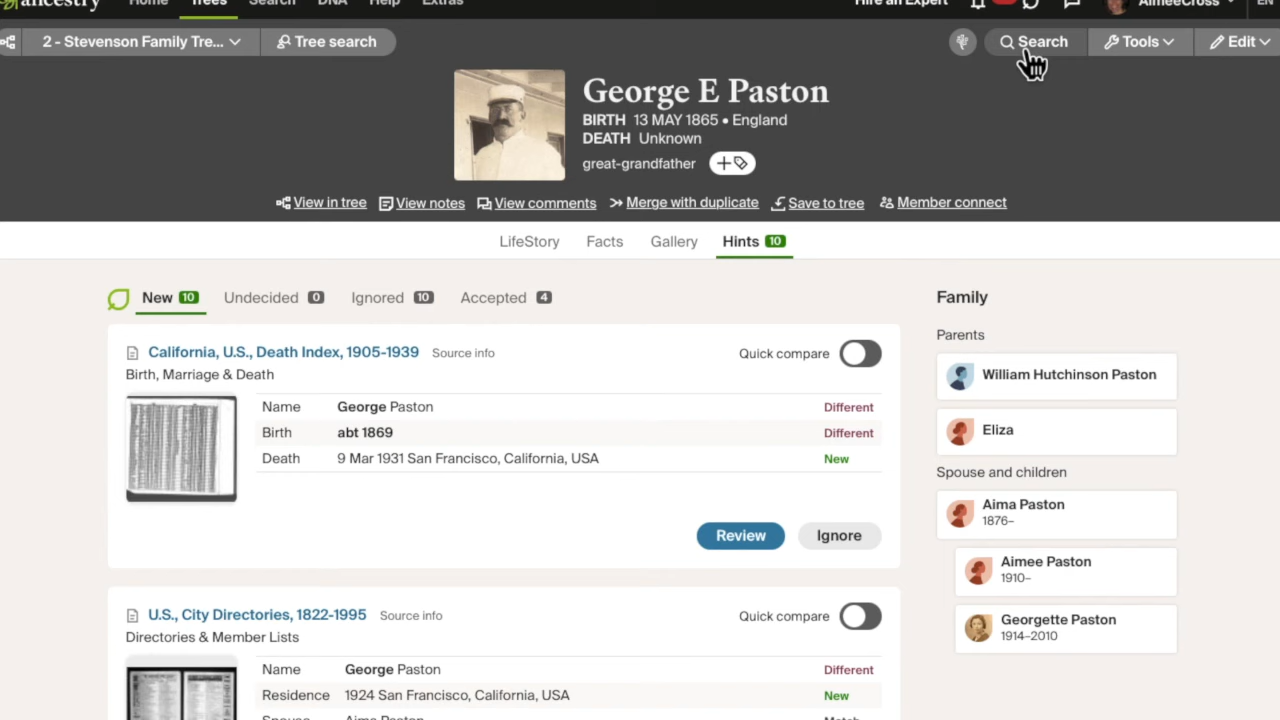 ancestry Home Trees Search DNA Help Extras Hire an Expert AimeeCross EN
2 - Stevenson Family Tre... Tree search Search Tools Edit
George E Paston
BIRTH 13 MAY 1865 • England
DEATH Unknown
great-grandfather
View in tree View notes View comments Merge with duplicate Save to tree Member connect
LifeStory Facts Gallery Hints 10
New 10 Undecided 0 Ignored 10 Accepted 4
California, U.S., Death Index, 1905-1939 Source info Quick compare
Birth, Marriage & Death
Name George Paston Different
Birth abt 1869 Different
Death 9 Mar 1931 San Francisco, California, USA New
Review Ignore
U.S., City Directories, 1822-1995 Source info Quick compare
Directories & Member Lists
Name George Paston Different
Residence 1924 San Francisco, California, USA New
Spouse Aima Paston Match
Family
Parents
William Hutchinson Paston
Eliza
Spouse and children
Aima Paston
1876–
Aimee Paston
1910–
Georgette Paston
1914–2010